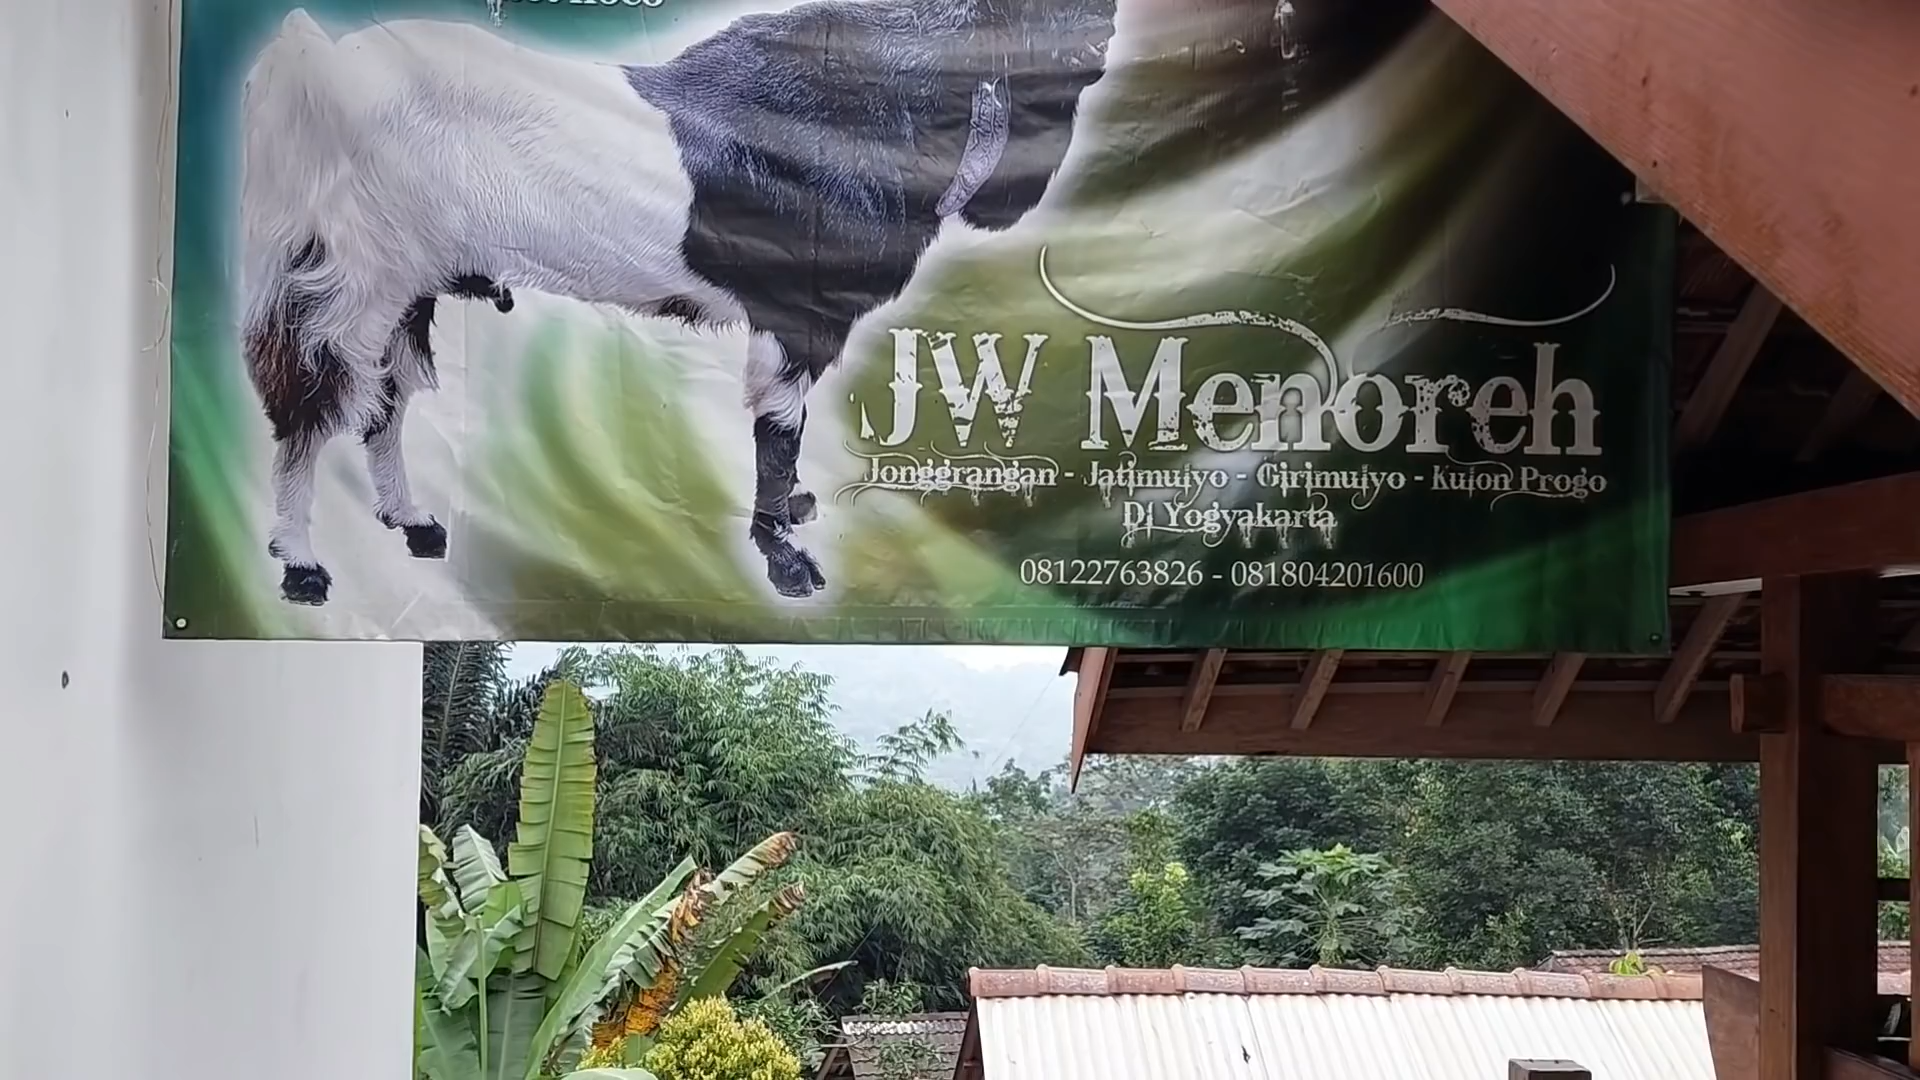 JW Menoreh
Jonggrangan - Jatimulyo - Girimulyo - Kulon Progo
DI Yogyakarta
08122763826 - 081804201600